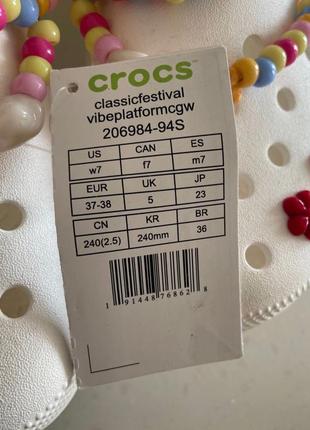 crocs™
classicfestival
vibeplatformcgw
206984-94S
US CAN ES
w7 f7 m7
EUR UK JP
37-38 5 23
CN KR BR
240(2.5) 240mm 36
1 91448 76862 8